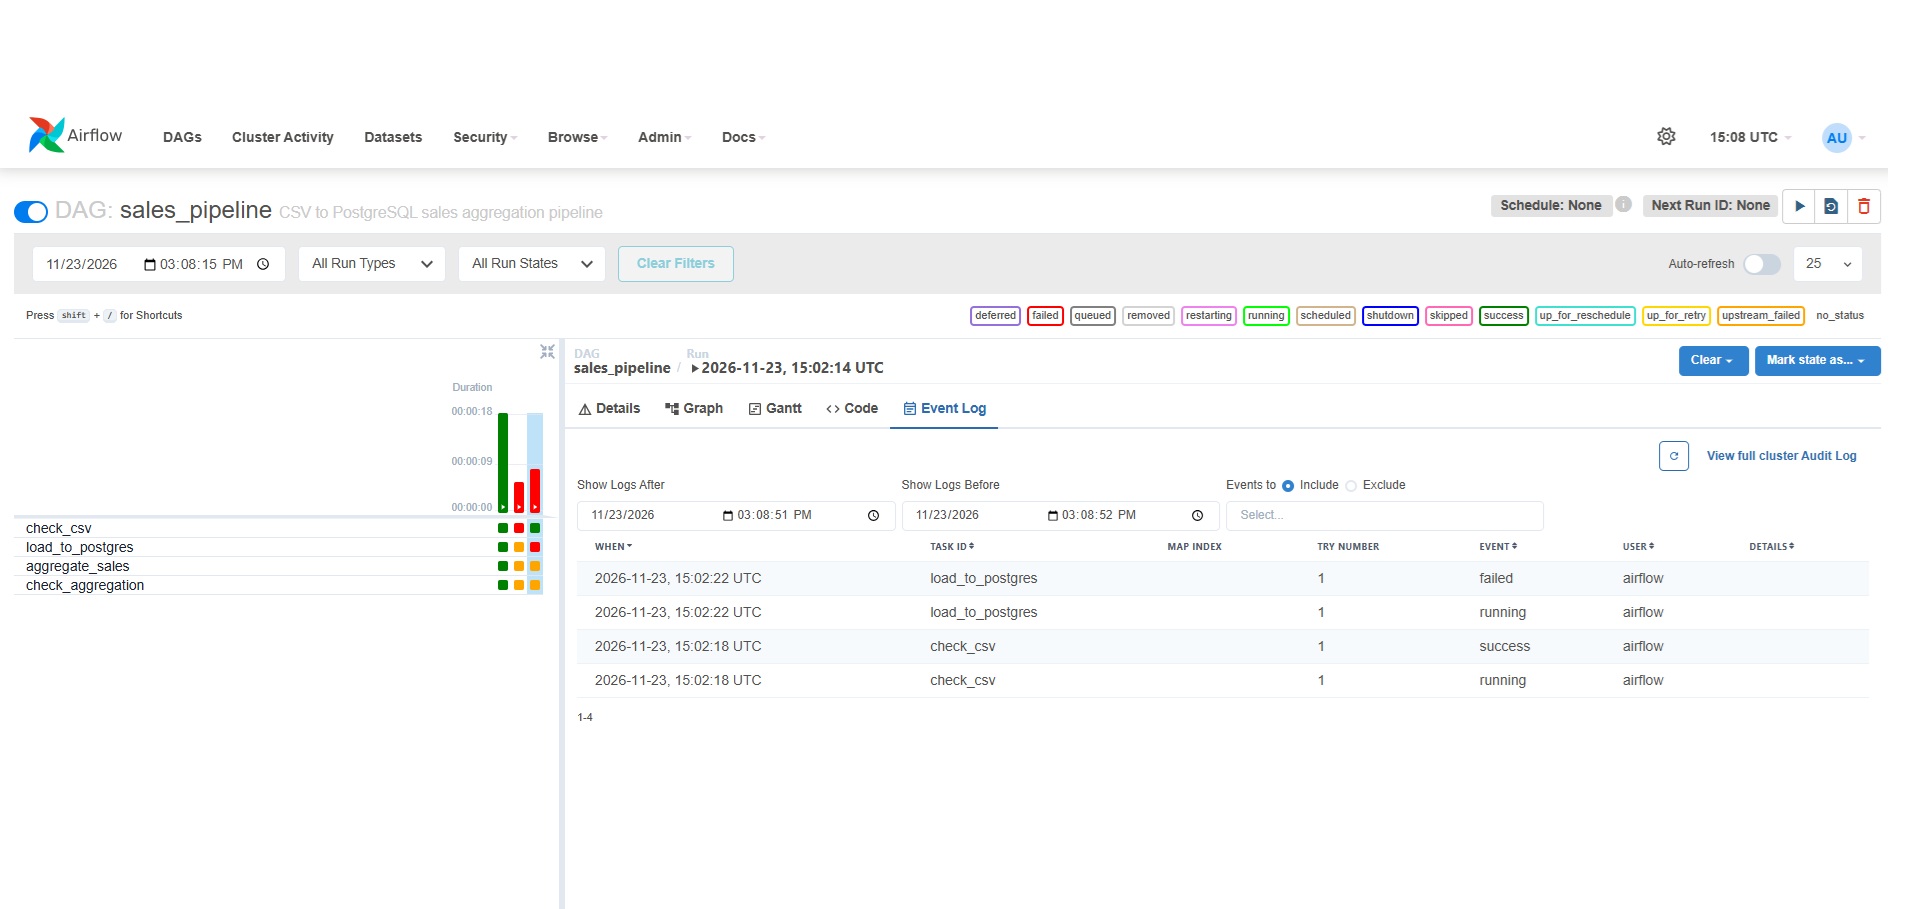 Airflow DAGs Cluster Activity Datasets Security Browse Admin Docs 15:08 UTC AU
DAG: sales_pipeline CSV to PostgreSQL sales aggregation pipeline Schedule: None i Next Run ID: None
11/23/2026 03:08:15 PM All Run Types All Run States Clear Filters Auto-refresh 25
Press shift + / for Shortcuts deferred failed queued removed restarting running scheduled shutdown skipped success up_for_reschedule up_for_retry upstream_failed no_status
DAG Run
sales_pipeline / 2026-11-23, 15:02:14 UTC Clear Mark state as...
Duration
00:00:18
00:00:09
00:00:00
check_csv
load_to_postgres
aggregate_sales
check_aggregation
Details Graph Gantt Code Event Log
View full cluster Audit Log
Show Logs After Show Logs Before Events to Include Exclude
11/23/2026 03:08:51 PM 11/23/2026 03:08:52 PM Select...
WHEN TASK ID MAP INDEX TRY NUMBER EVENT USER DETAILS
2026-11-23, 15:02:22 UTC load_to_postgres 1 failed airflow
2026-11-23, 15:02:22 UTC load_to_postgres 1 running airflow
2026-11-23, 15:02:18 UTC check_csv 1 success airflow
2026-11-23, 15:02:18 UTC check_csv 1 running airflow
1-4